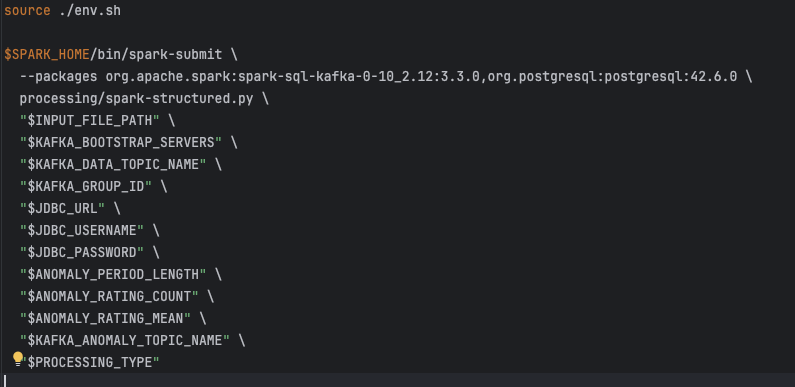 source ./env.sh
$SPARK_HOME/bin/spark-submit \
--packages org.apache.spark:spark-sql-kafka-0-10_2.12:3.3.0,org.postgresql:postgresql:42.6.0 \
processing/spark-structured.py \
"$INPUT_FILE_PATH" \
"$KAFKA_BOOTSTRAP_SERVERS" \
"$KAFKA_DATA_TOPIC_NAME" \
"$KAFKA_GROUP_ID" \
"$JDBC_URL" \
"$JDBC_USERNAME" \
"$JDBC_PASSWORD" \
"$ANOMALY_PERIOD_LENGTH" \
"$ANOMALY_RATING_COUNT" \
"$ANOMALY_RATING_MEAN" \
"$KAFKA_ANOMALY_TOPIC_NAME" \
"$PROCESSING_TYPE"